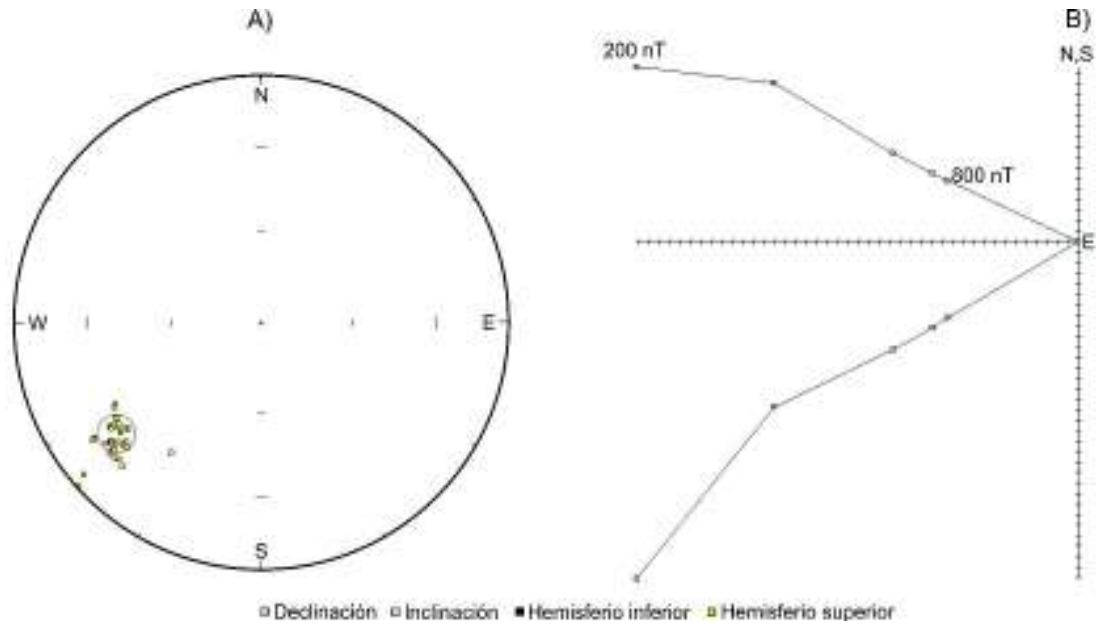 A)
B)
N
W
E
S
200 nT
N,S
800 nT
E
Declinación Inclinación Hemisferio inferior Hemisferio superior